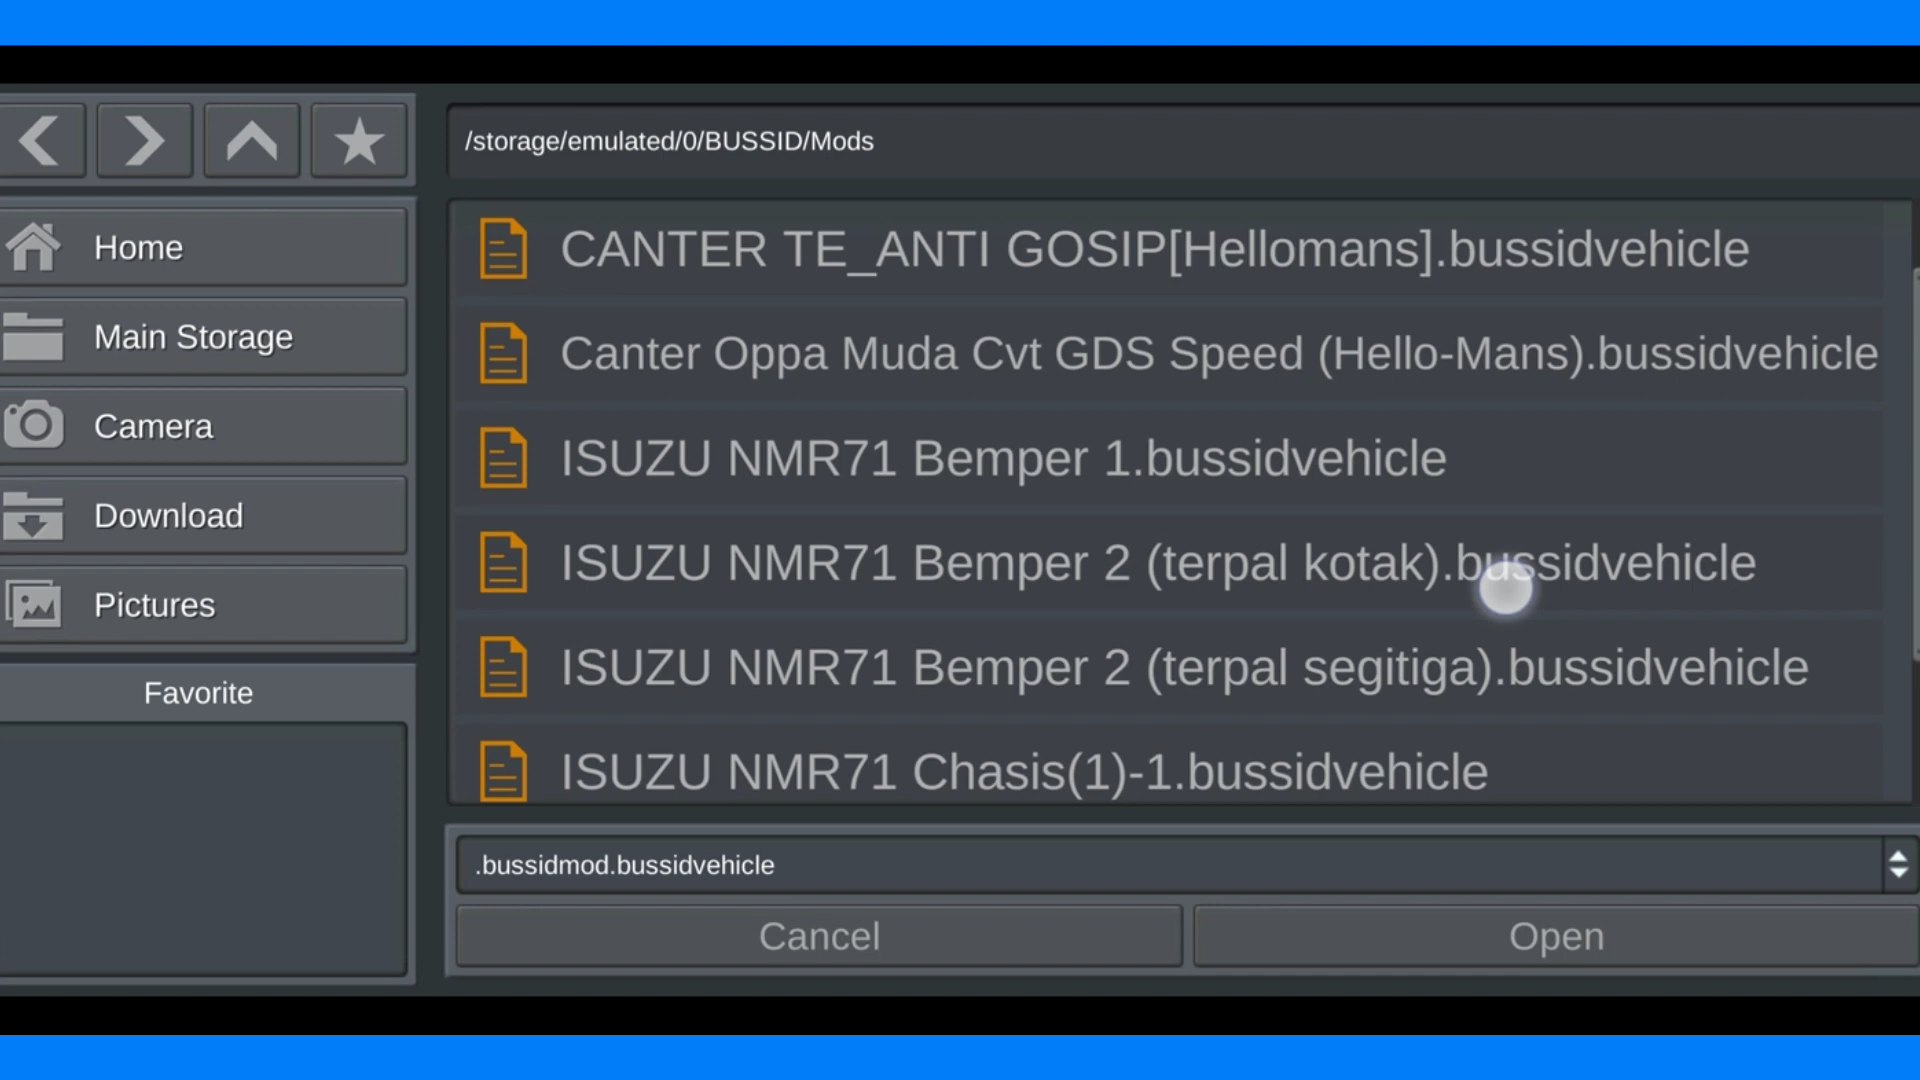 /storage/emulated/0/BUSSID/Mods
Home
Main Storage
Camera
Download
Pictures
Favorite
CANTER TE_ANTI GOSIP[Hellomans].bussidvehicle
Canter Oppa Muda Cvt GDS Speed (Hello-Mans).bussidvehicle
ISUZU NMR71 Bemper 1.bussidvehicle
ISUZU NMR71 Bemper 2 (terpal kotak).bussidvehicle
ISUZU NMR71 Bemper 2 (terpal segitiga).bussidvehicle
ISUZU NMR71 Chasis(1)-1.bussidvehicle
.bussidmod.bussidvehicle
Cancel
Open